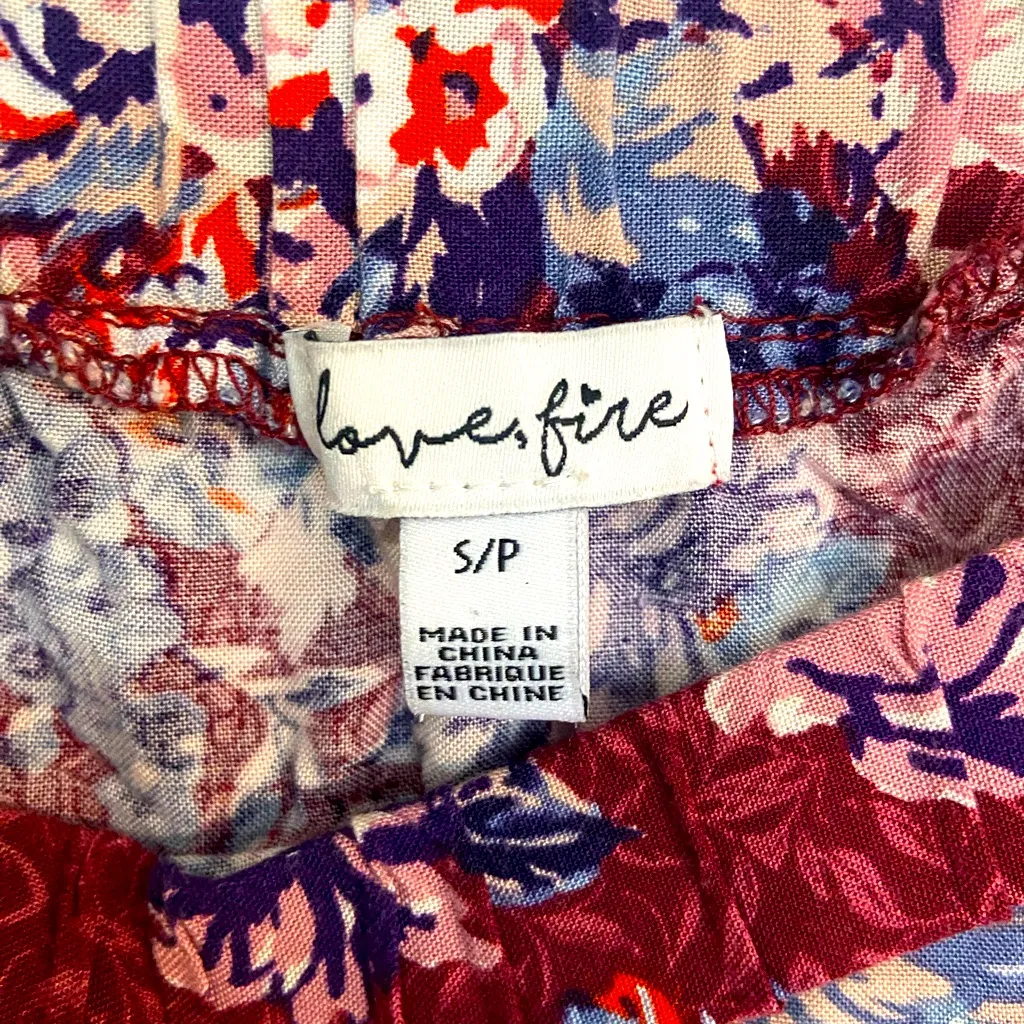 love, fire
S/P
MADE IN
CHINA
FABRIQUE
EN CHINE